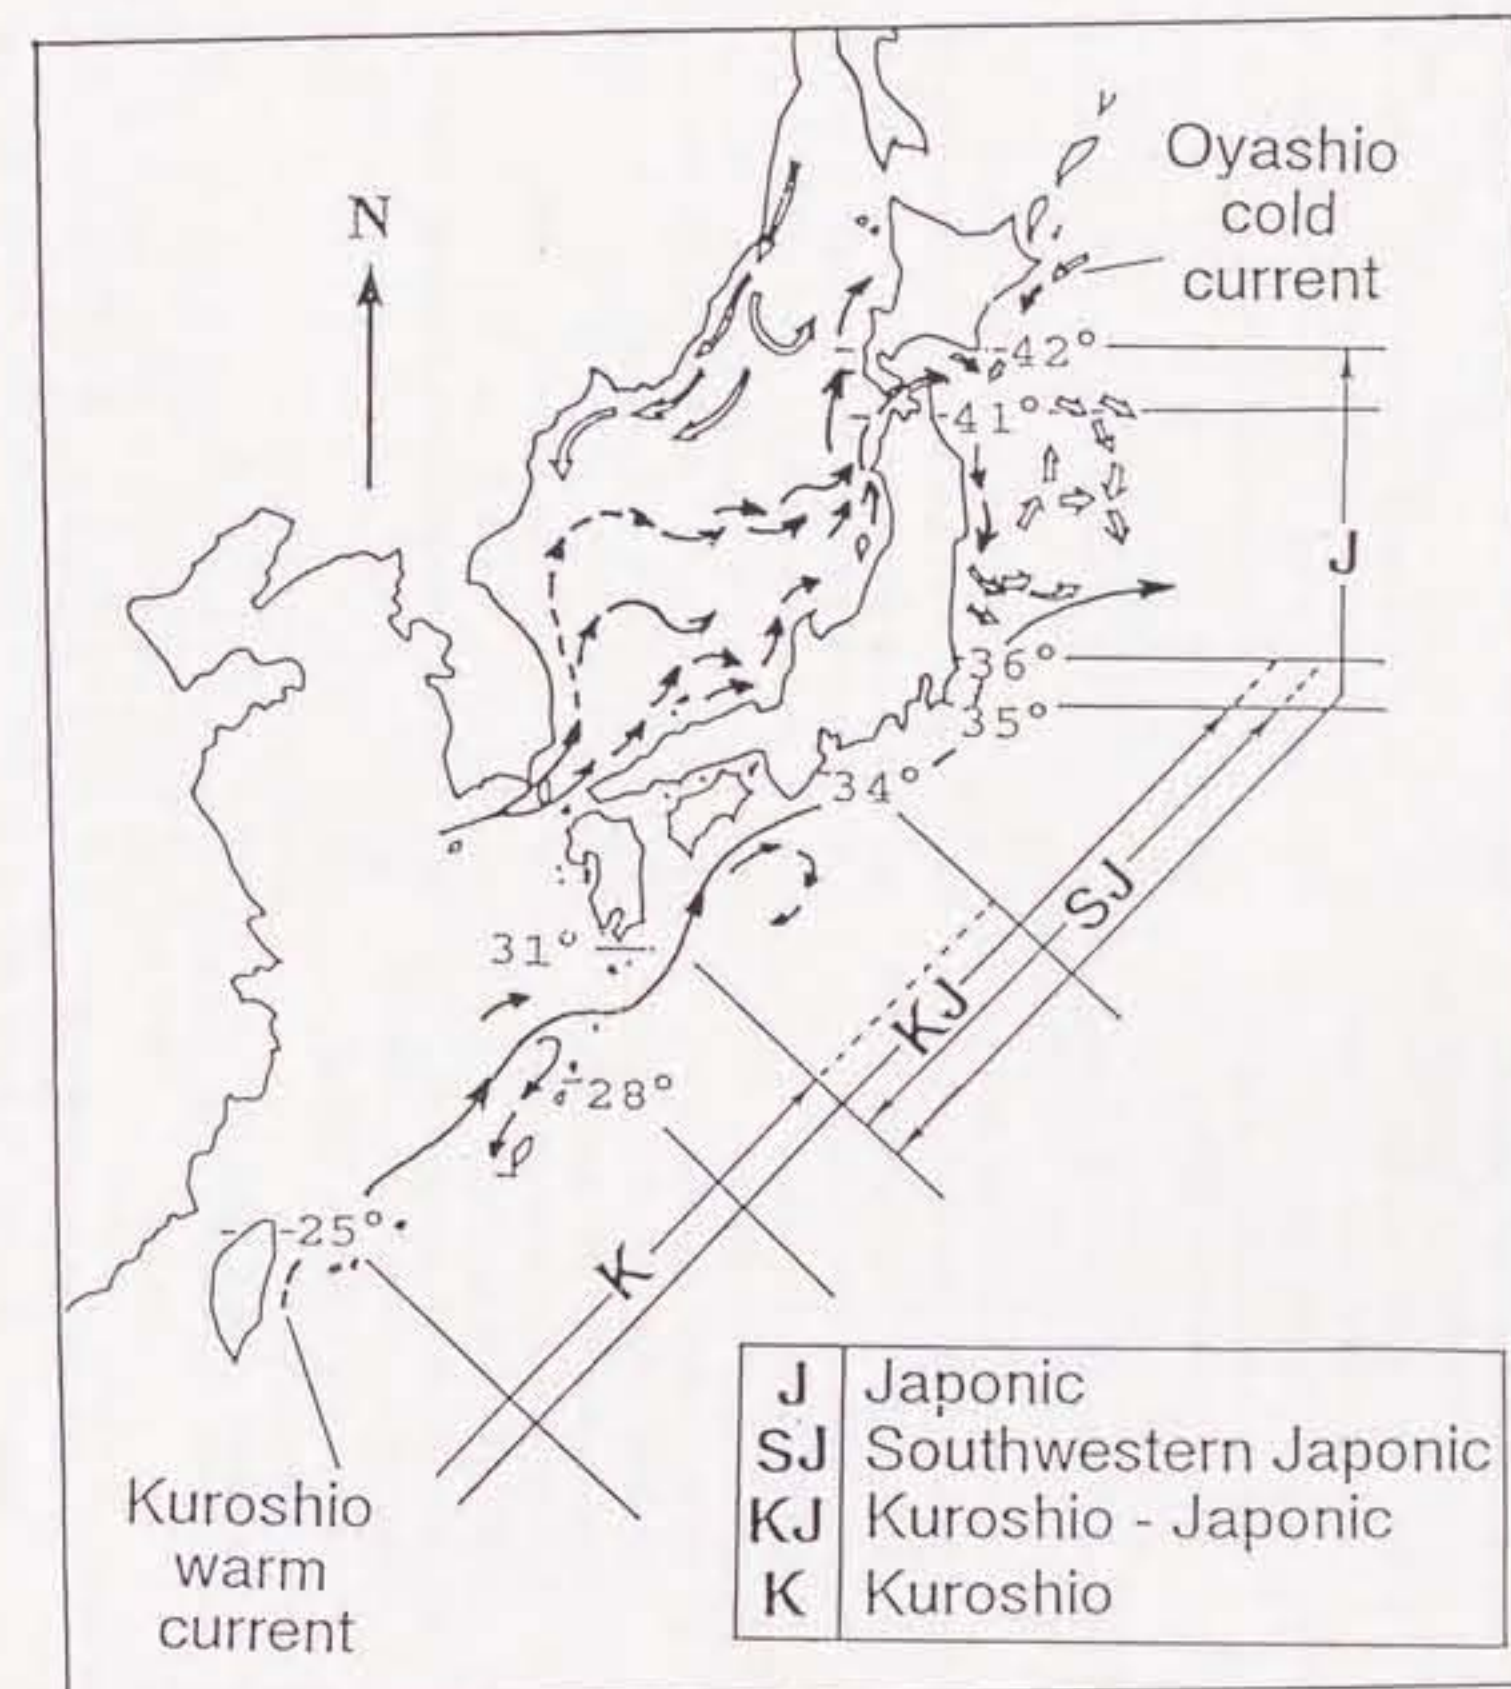 N
Oyashio
cold
current
42°
41°
J
36°
35°
34°
SJ
31°
KJ
28°
25°
K
Kuroshio
warm
current
J Japonic
SJ Southwestern Japonic
KJ Kuroshio - Japonic
K Kuroshio